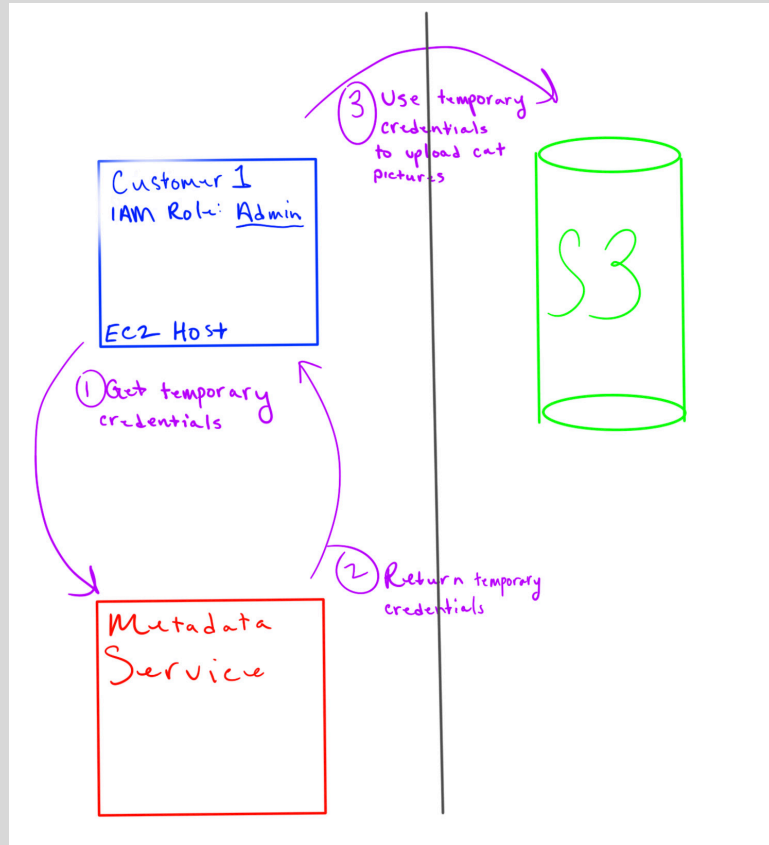 3 Use temporary
credentials
to upload cat
pictures
Customer 1
IAM Role: Admin
EC2 Host
S3
1 Get temporary
credentials
2 Return temporary
credentials
Metadata
Service